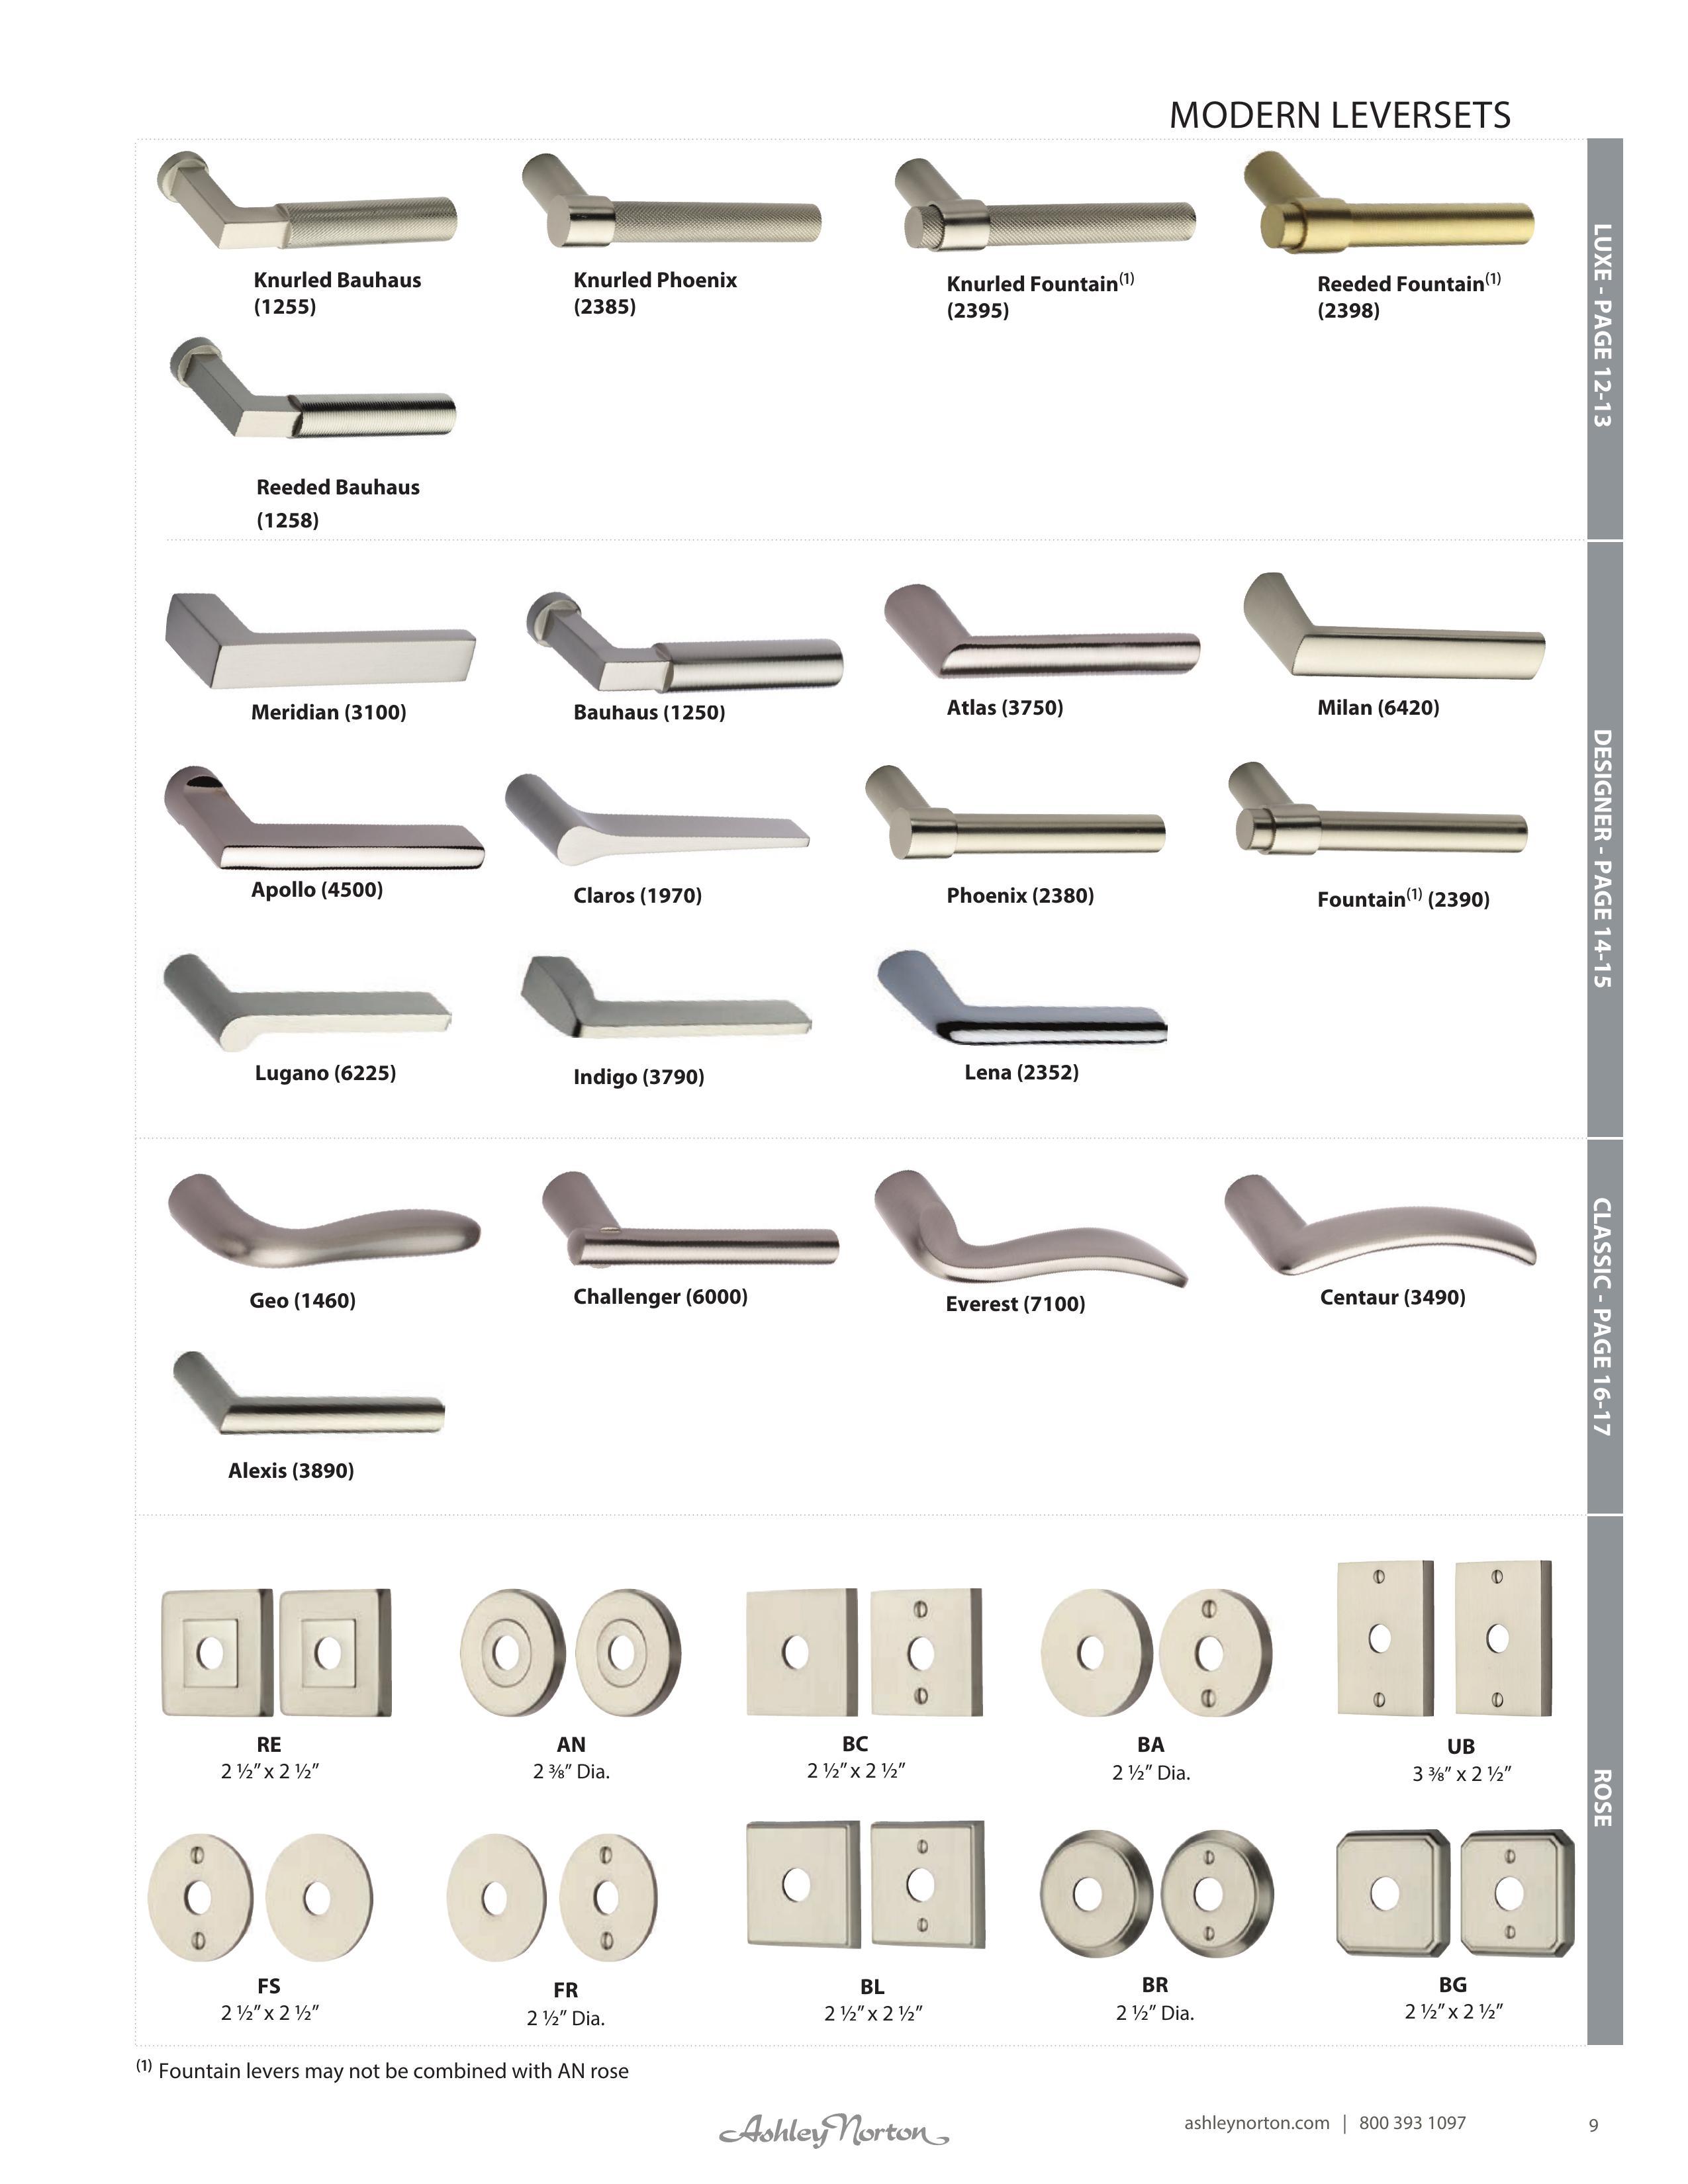 MODERN LEVERSETS
Knurled Bauhaus
(1255)
Knurled Phoenix
(2385)
Knurled Fountain(1)
(2395)
Reeded Fountain(1)
(2398)
Reeded Bauhaus
(1258)
LUXE - PAGE 12-13
Meridian (3100)
Bauhaus (1250)
Atlas (3750)
Milan (6420)
Apollo (4500)
Claros (1970)
Phoenix (2380)
Fountain(1) (2390)
Lugano (6225)
Indigo (3790)
Lena (2352)
DESIGNER - PAGE 14-15
Geo (1460)
Challenger (6000)
Everest (7100)
Centaur (3490)
Alexis (3890)
CLASSIC - PAGE 16-17
RE
2 ½” x 2 ½”
AN
2 ⅜” Dia.
BC
2 ½” x 2 ½”
BA
2 ½” Dia.
UB
3 ⅜” x 2 ½”
FS
2 ½” x 2 ½”
FR
2 ½” Dia.
BL
2 ½” x 2 ½”
BR
2 ½” Dia.
BG
2 ½” x 2 ½”
ROSE
(1) Fountain levers may not be combined with AN rose
Ashley Norton
ashleynorton.com | 800 393 1097
9